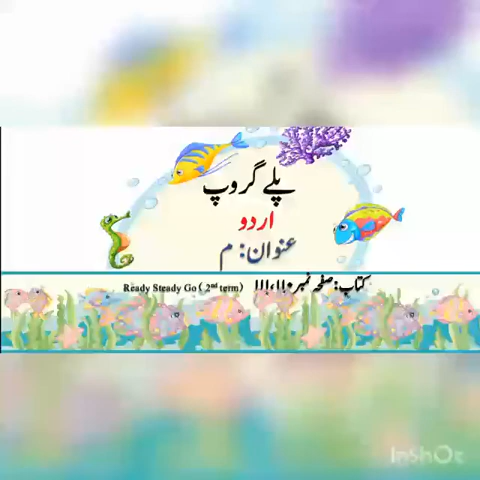 پلے گروپ
اردو
عنوان: م
کتاب: صفحہ نمبر ۱۱۰،۱۱۱ Ready Steady Go ( 2nd term)
InShOt